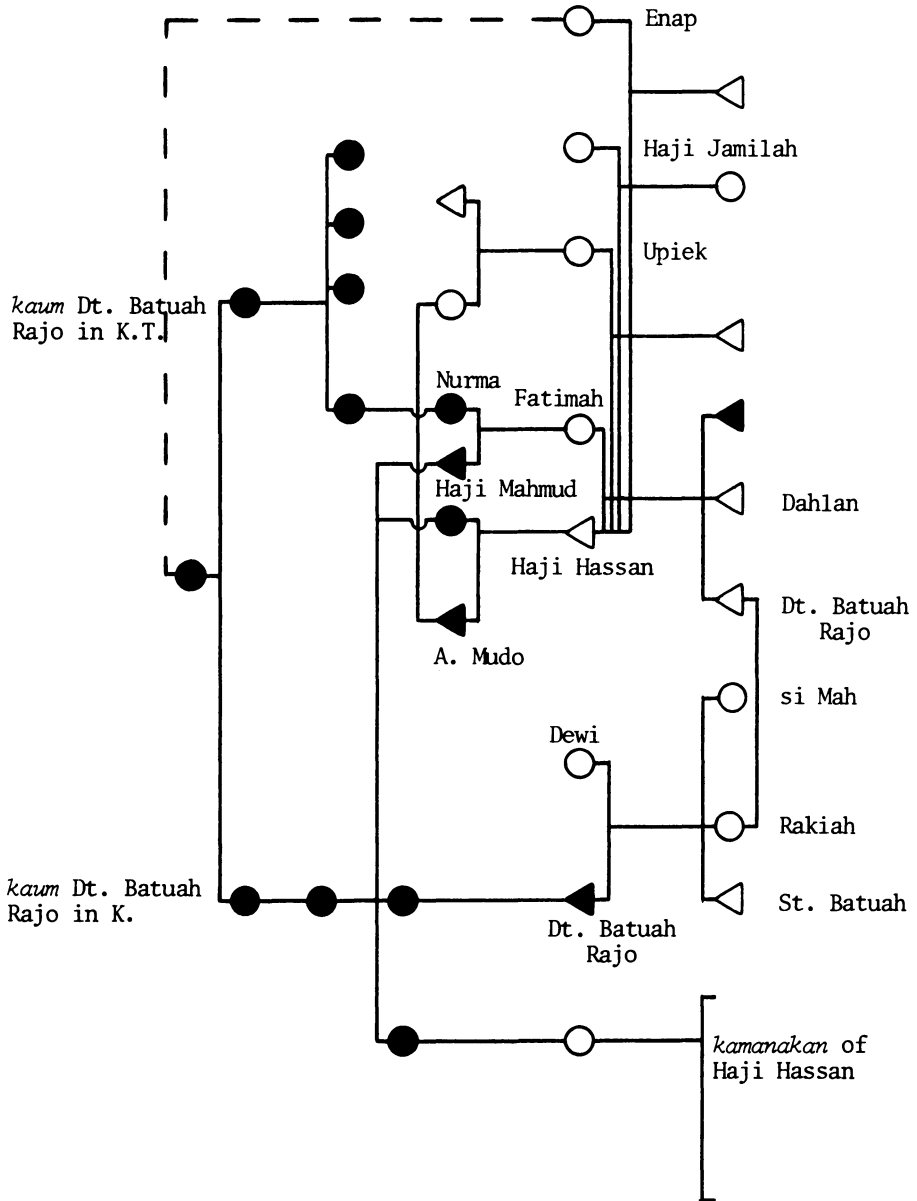 Enap
Haji Jamilah
Upiek
kaum Dt. Batuah
Rajo in K.T.
Nurma
Fatimah
Haji Mahmud
Dahlan
Haji Hassan
Dt. Batuah
Rajo
A. Mudo
si Mah
Dewi
Rakiah
kaum Dt. Batuah
Rajo in K.
St. Batuah
Dt. Batuah
Rajo
kamanakan of
Haji Hassan